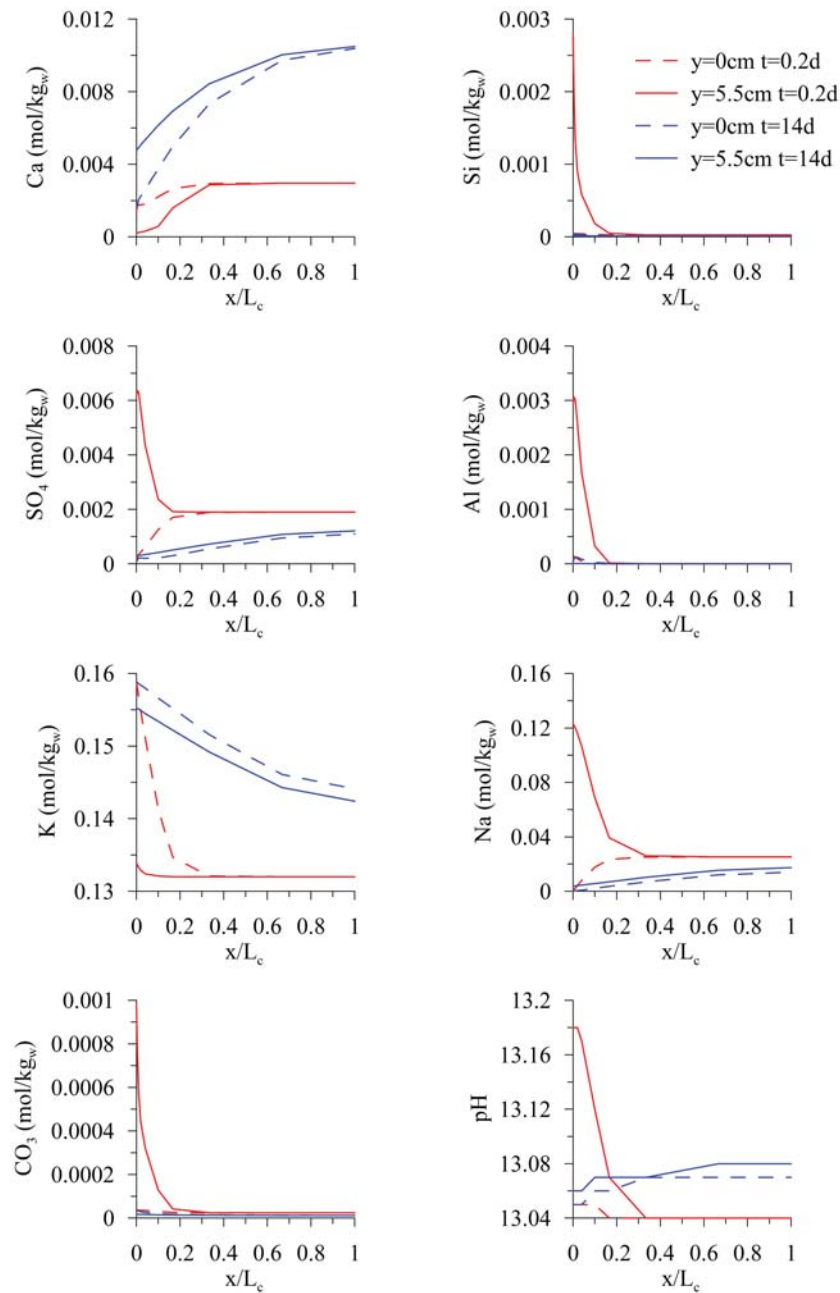 0.012
0.008
0.004
0
Ca (mol/kgw)
0 0.2 0.4 0.6 0.8 1
x/Lc
0.003
0.002
0.001
0
Si (mol/kgw)
0 0.2 0.4 0.6 0.8 1
x/Lc
y=0cm t=0.2d
y=5.5cm t=0.2d
y=0cm t=14d
y=5.5cm t=14d
0.008
0.006
0.004
0.002
0
SO4 (mol/kgw)
0 0.2 0.4 0.6 0.8 1
x/Lc
0.004
0.003
0.002
0.001
0
Al (mol/kgw)
0 0.2 0.4 0.6 0.8 1
x/Lc
0.16
0.15
0.14
0.13
K (mol/kgw)
0 0.2 0.4 0.6 0.8 1
x/Lc
0.16
0.12
0.08
0.04
0
Na (mol/kgw)
0 0.2 0.4 0.6 0.8 1
x/Lc
0.001
0.0008
0.0006
0.0004
0.0002
0
CO3 (mol/kgw)
0 0.2 0.4 0.6 0.8 1
x/Lc
13.2
13.16
13.12
13.08
13.04
pH
0 0.2 0.4 0.6 0.8 1
x/Lc